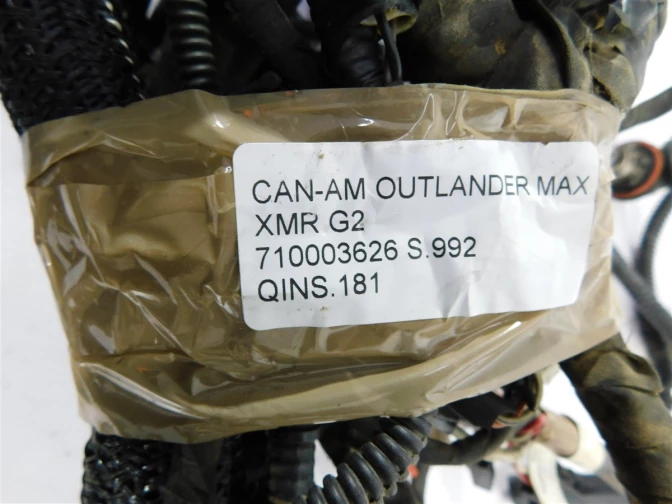 CAN-AM OUTLANDER MAX
XMR G2
710003626 S.992
QINS.181